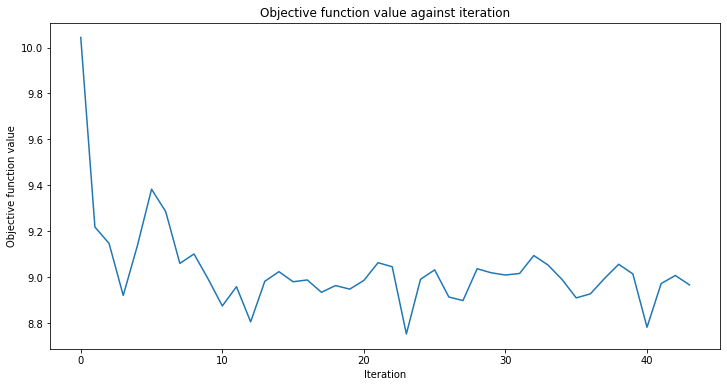 Objective function value against iteration
10.0
9.8
9.6
9.4
9.2
9.0
8.8
Objective function value
0 10 20 30 40
Iteration